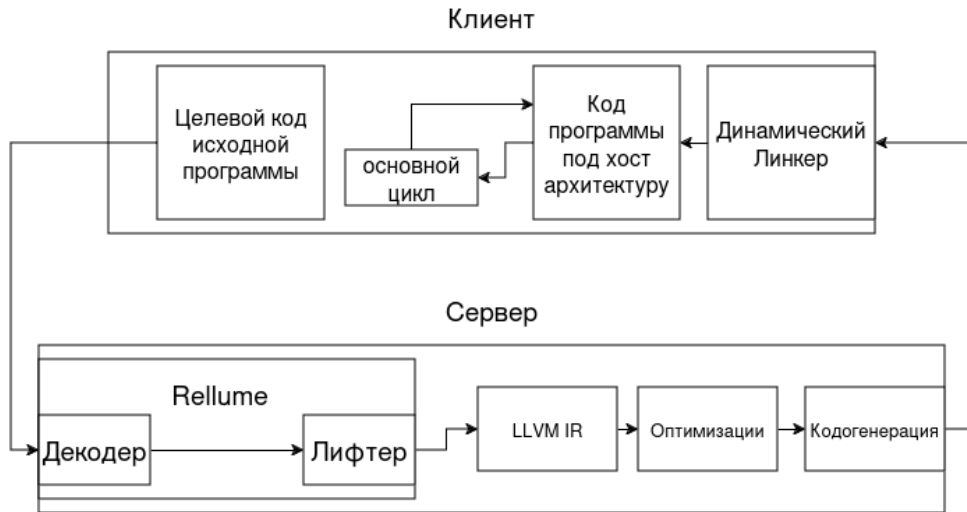 Клиент
Целевой код
исходной
программы
основной
цикл
Код
программы
под хост
архитектуру
Динамический
Линкер
Сервер
Rellume
Декодер
Лифтер
LLVM IR
Оптимизации
Кодогенерация